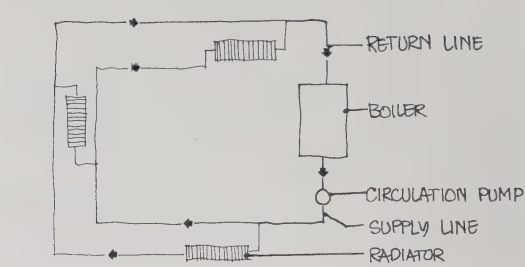 RETURN LINE
BOILER
CIRCULATION PUMP
SUPPLY LINE
RADIATOR